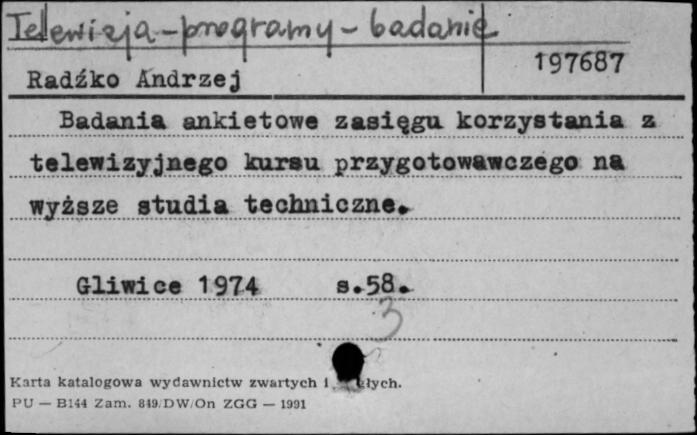 Telewizja - programy - badanie
197687
Radźko Andrzej
Badania ankietowe zasięgu korzystania z
telewizyjnego kursu przygotowawczego na
wyższe studia techniczne.
Gliwice 1974 s.58.
3
Karta katalogowa wydawnictw zwartych i
PU — B144 Zam. 849/DW/On ZGG — 1991